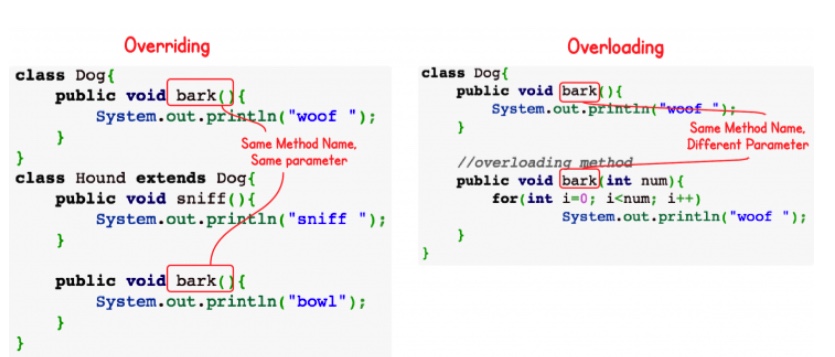 Overriding
class Dog{
public void bark(){
System.out.println("woof ");
}
}
class Hound extends Dog{
public void sniff(){
System.out.println("sniff ");
}
public void bark(){
System.out.println("bowl");
}
}
Same Method Name,
Same parameter
Overloading
class Dog{
public void bark(){
System.out.println("woof ");
}
//overloading method
public void bark(int num){
for(int i=0; i<num; i++)
System.out.println("woof ");
}
}
Same Method Name,
Different Parameter